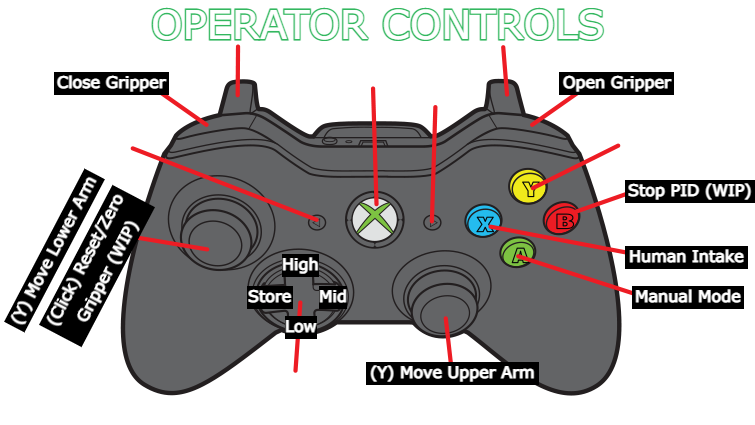 OPERATOR CONTROLS
Close Gripper
Open Gripper
Y
Stop PID (WIP)
B
X
(Y) Move Lower Arm
(Click) Reset/Zero
Gripper (WIP)
A
Human Intake
High
Store
Mid
Manual Mode
Low
(Y) Move Upper Arm